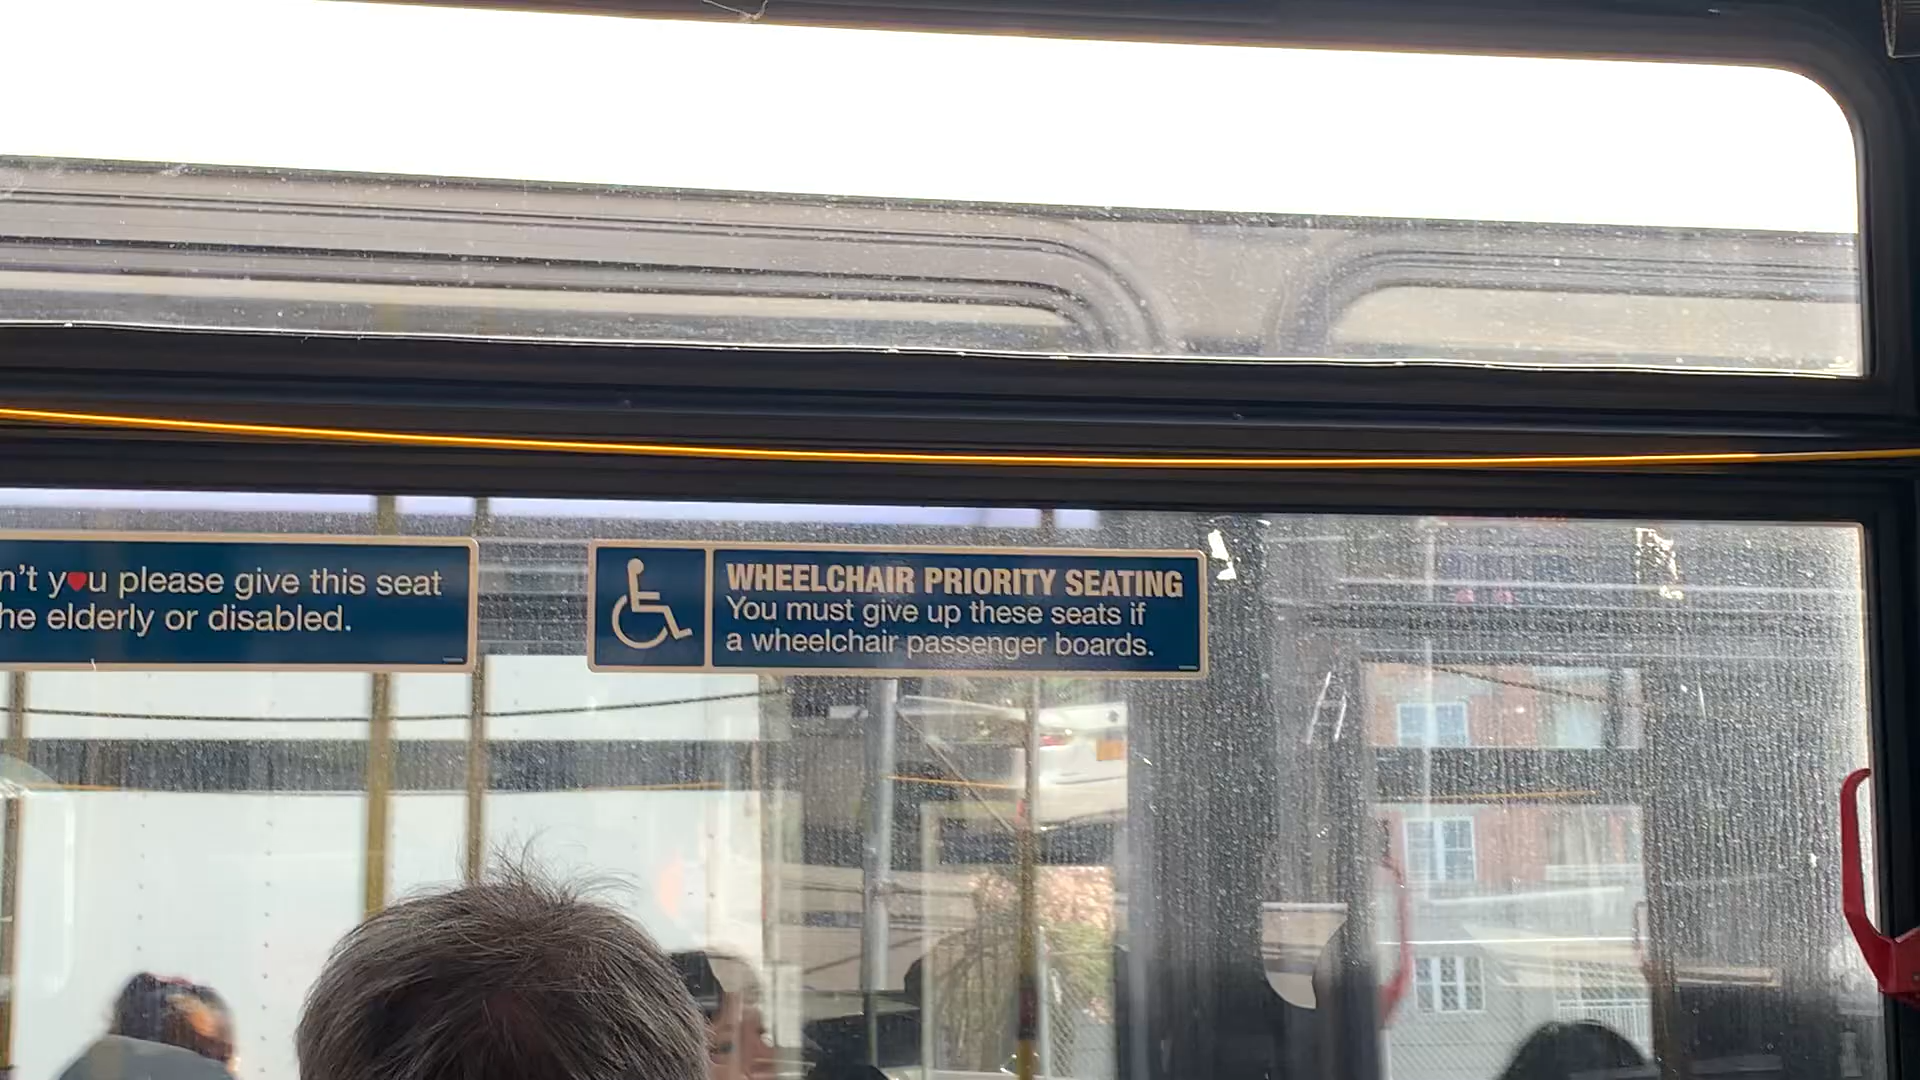 n't y❤u please give this seat
he elderly or disabled.
WHEELCHAIR PRIORITY SEATING
You must give up these seats if
a wheelchair passenger boards.